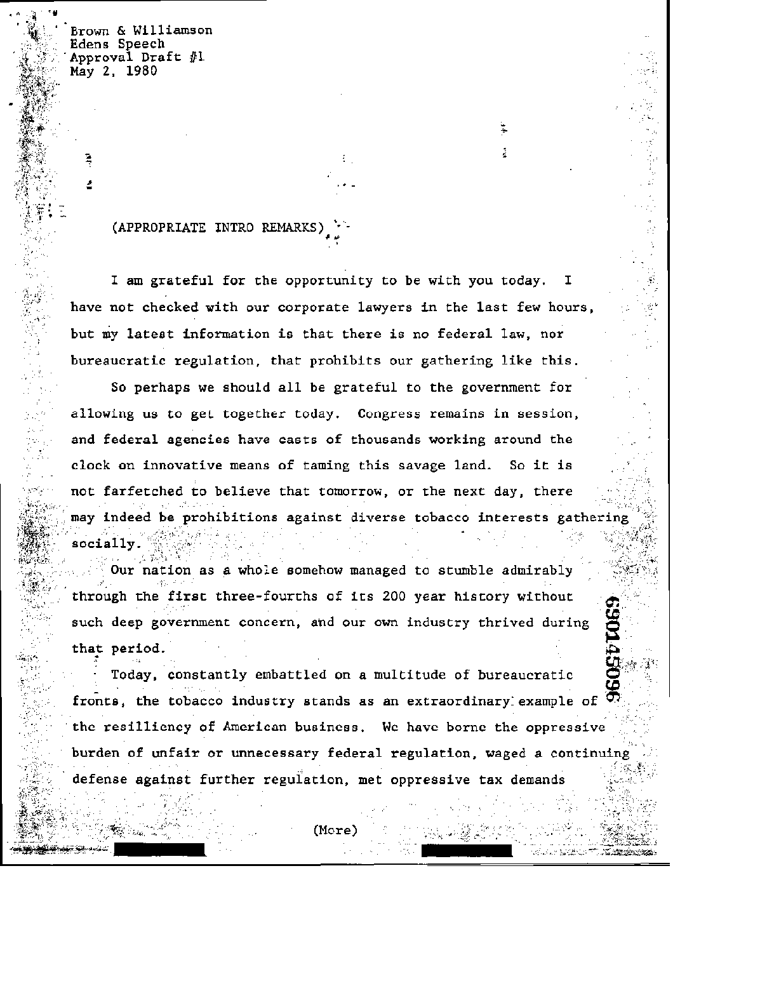 Brown & Williamson
Edens Speech
Approval Draft #1
May 2, 1980
(APPROPRIATE INTRO REMARKS)
I am grateful for the opportunity to be with you today. I
have not checked with our corporate lawyers in the last few hours,
but my latest information is that there is no federal law, nor
bureaucratic regulation, that prohibits our gathering like this.
So perhaps we should all be grateful to the government for
allowing us to get together today. Congress remains in session,
and federal agencies have casts of thousands working around the
clock on innovative means of taming this savage land. So it is
not farfetched to believe that tomorrow, or the next day, there
may indeed be prohibitions against diverse tobacco interests gathering
socially.
Our nation as a whole somehow managed to stumble admirably
through the first three-fourths of its 200 year history without
such deep government concern, and our own industry thrived during
that period.
Today, constantly embattled on a multitude of bureaucratic
fronts, the tobacco industry stands as an extraordinary example of
the resilliency of American business. We have borne the oppressive
burden of unfair or unnecessary federal regulation, waged a continuing
defense against further regulation, met oppressive tax demands
(More)
690145096